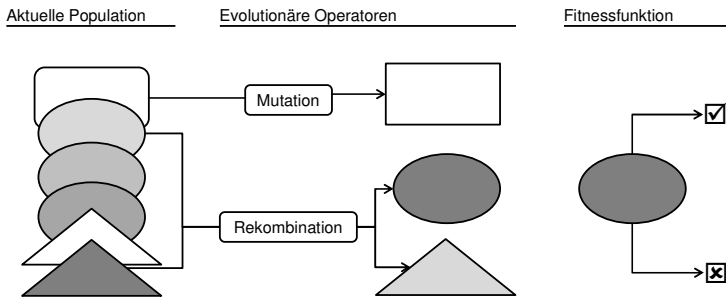 Aktuelle Population
Evolutionäre Operatoren
Fitnessfunktion
Mutation
Rekombination